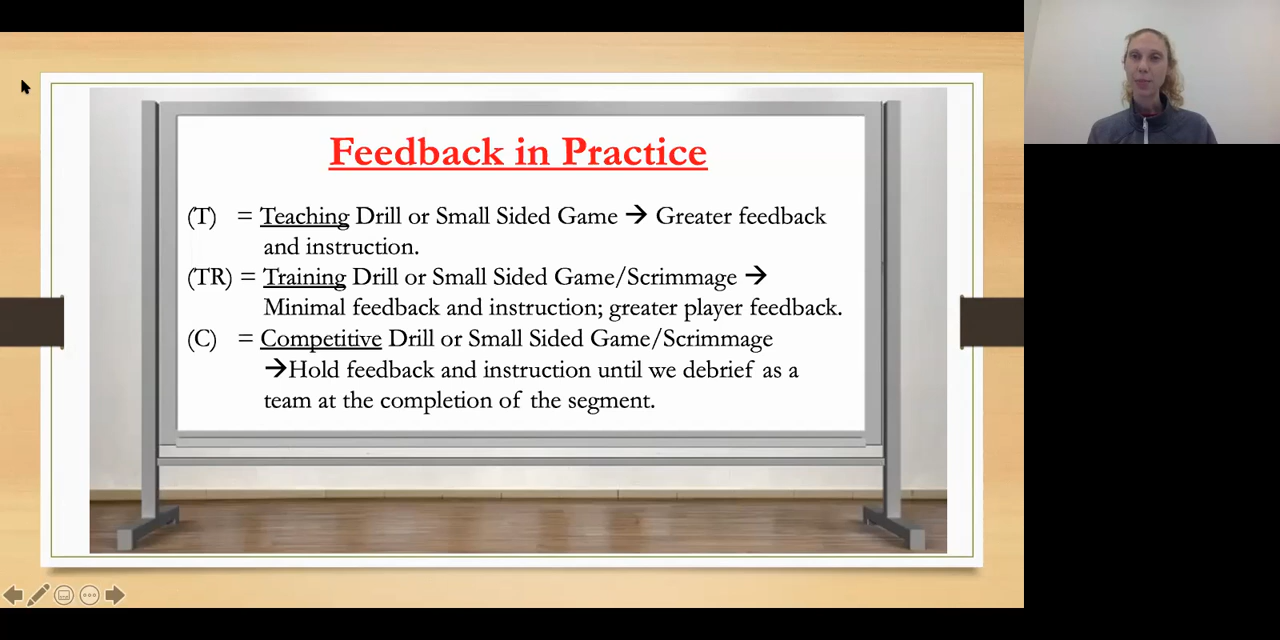 Feedback in Practice
(T) = Teaching Drill or Small Sided Game → Greater feedback
and instruction.
(TR) = Training Drill or Small Sided Game/Scrimmage →
Minimal feedback and instruction; greater player feedback.
(C) = Competitive Drill or Small Sided Game/Scrimmage
→Hold feedback and instruction until we debrief as a
team at the completion of the segment.